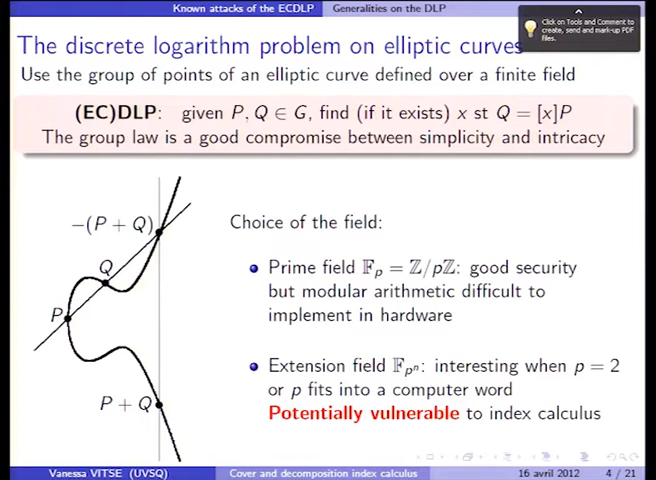 Known attacks of the ECDLP Generalities on the DLP
Click on Tools and Comment to
create, send and mark-up PDF
files.
The discrete logarithm problem on elliptic curves
Use the group of points of an elliptic curve defined over a finite field
(EC)DLP: given P, Q ∈ G, find (if it exists) x st Q = [x]P
The group law is a good compromise between simplicity and intricacy
−(P + Q)
Q
P
P + Q
Choice of the field:
Prime field 𝔽ₚ = ℤ/pℤ: good security
but modular arithmetic difficult to
implement in hardware
Extension field 𝔽ₚⁿ: interesting when p = 2
or p fits into a computer word
Potentially vulnerable to index calculus
Vanessa VITSE (UVSQ) Cover and decomposition index calculus 16 avril 2012 4 / 21